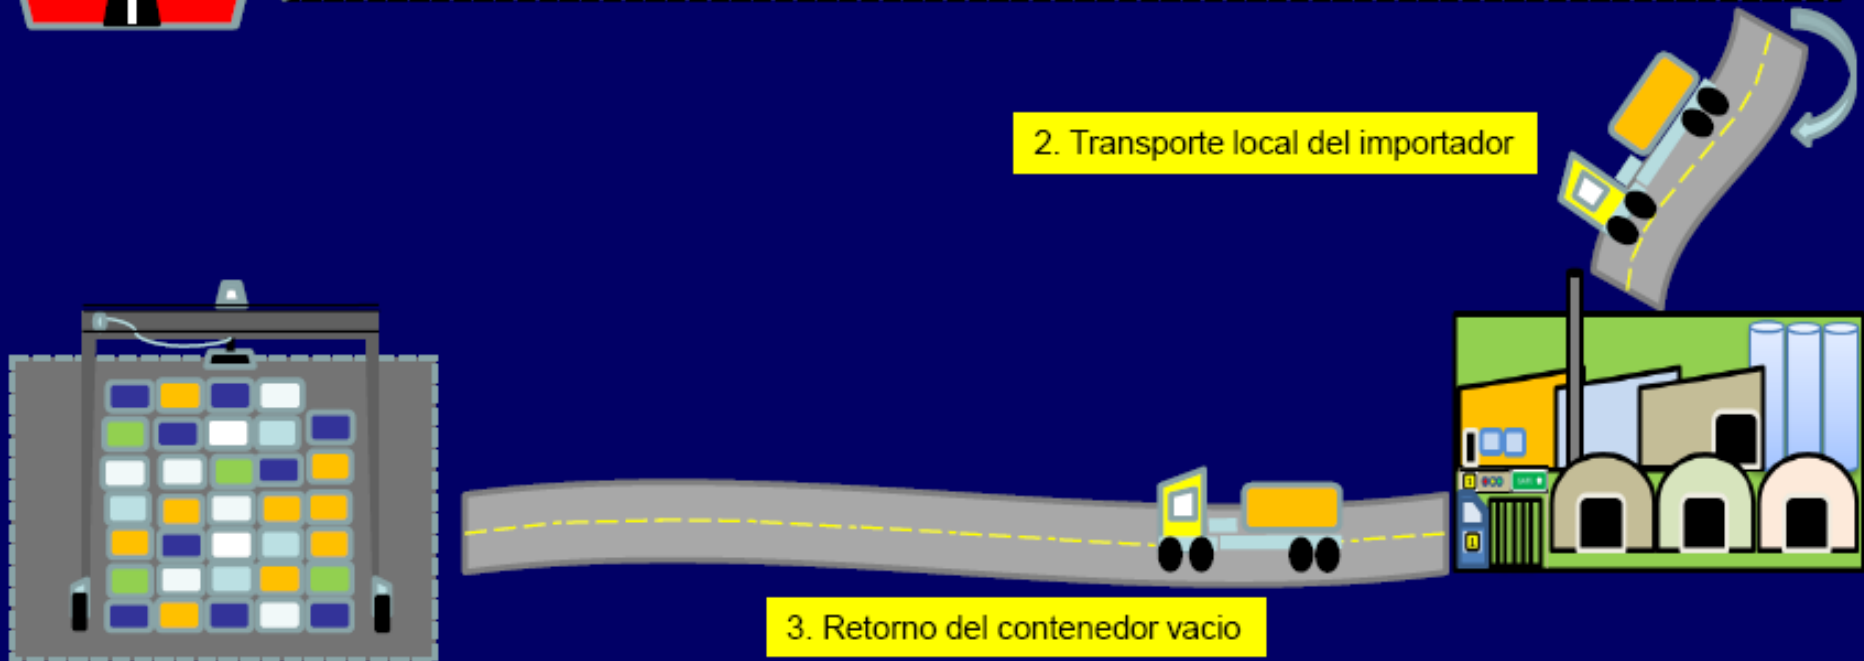 2. Transporte local del importador
3. Retorno del contenedor vacio